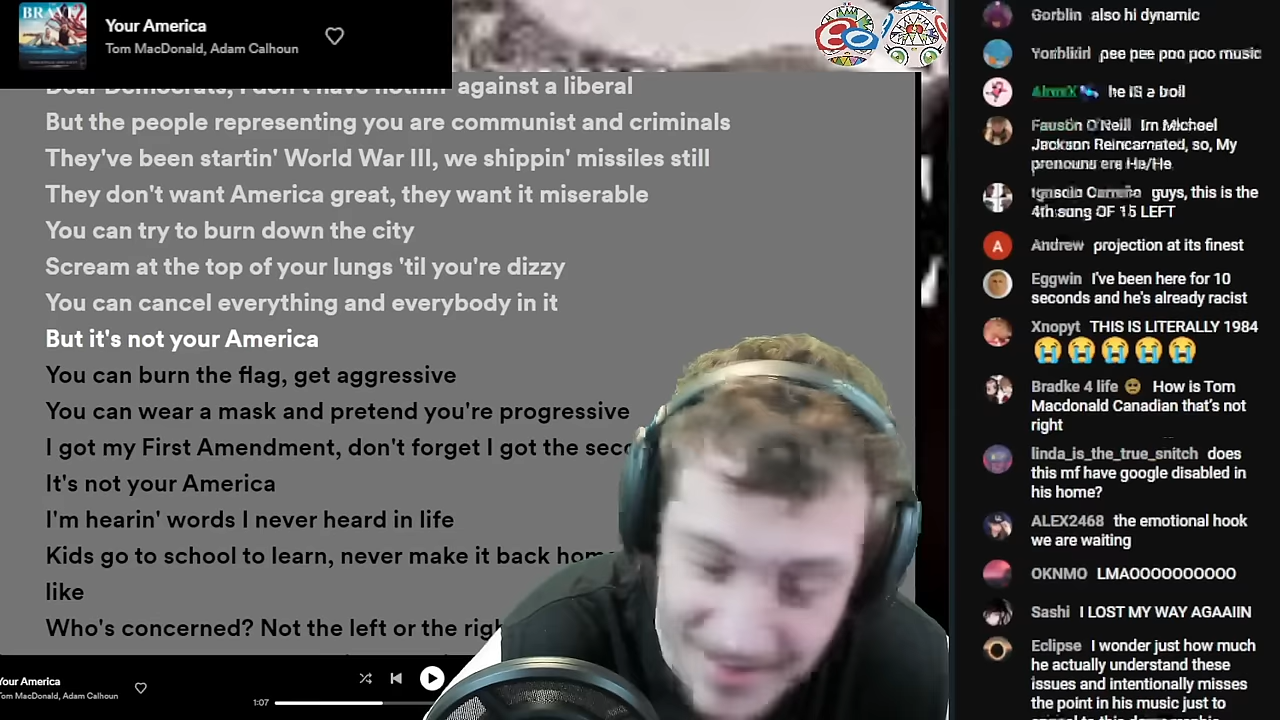 BRAVE
Your America
Tom MacDonald, Adam Calhoun
Dear Democrats, I don't have nothin' against a liberal
But the people representing you are communist and criminals
They've been startin' World War III, we shippin' missiles still
They don't want America great, they want it miserable
You can try to burn down the city
Scream at the top of your lungs 'til you're dizzy
You can cancel everything and everybody in it
But it's not your America
You can burn the flag, get aggressive
You can wear a mask and pretend you're progressive
I got my First Amendment, don't forget I got the
It's not your America
I'm hearin' words I never heard in life
Kids go to school to learn, never make it back
like
Who's concerned? Not the left or the
Your America
Tom MacDonald, Adam Calhoun
1:07
Gorblin also hi dynamic
pee pee poo poo music
he IS a troll
Fauson O'Neill Im Michael
Jackson Reincarnated, so, My
pronouns are He/He
guys, this is the
4th song OF 15 LEFT
Andrew projection at its finest
Eggwin I've been here for 10
seconds and he's already racist
Xnopyt THIS IS LITERALLY 1984
😭😭😭😭😭
Bradke 4 life How is Tom
Macdonald Canadian that's not
right
linda_is_the_true_snitch does
this mf have google disabled in
his home?
ALEX2468 the emotional hook
we are waiting
OKNMO LMAOOOOOOOOO
Sashi I LOST MY WAY AGAAIIN
Eclipse I wonder just how much
he actually understand these
issues and intentionally misses
the point in his music just to